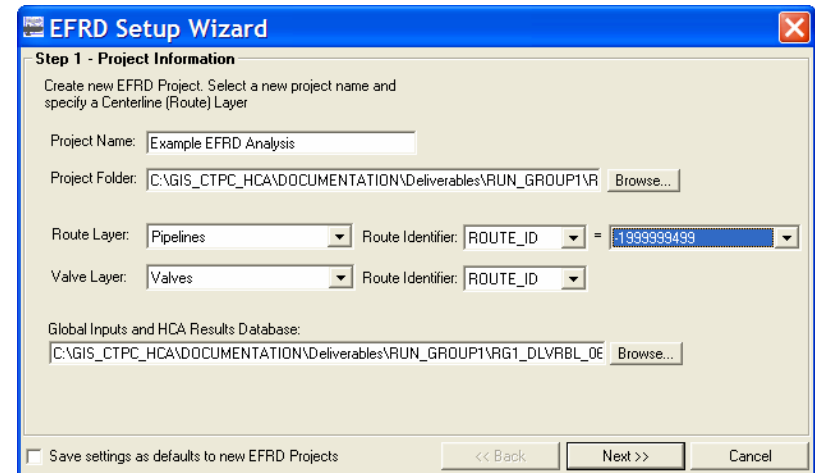 EFRD Setup Wizard
Step 1 - Project Information
Create new EFRD Project. Select a new project name and
specify a Centerline (Route) Layer
Project Name: Example EFRD Analysis
Project Folder: C:\GIS_CTPC_HCA\DOCUMENTATION\Deliverables\RUN_GROUP1\R Browse...
Route Layer: Pipelines Route Identifier: ROUTE_ID = -1999999499
Valve Layer: Valves Route Identifier: ROUTE_ID
Global Inputs and HCA Results Database:
C:\GIS_CTPC_HCA\DOCUMENTATION\Deliverables\RUN_GROUP1\RG1_DLVRBL_0E Browse...
Save settings as defaults to new EFRD Projects << Back Next >> Cancel